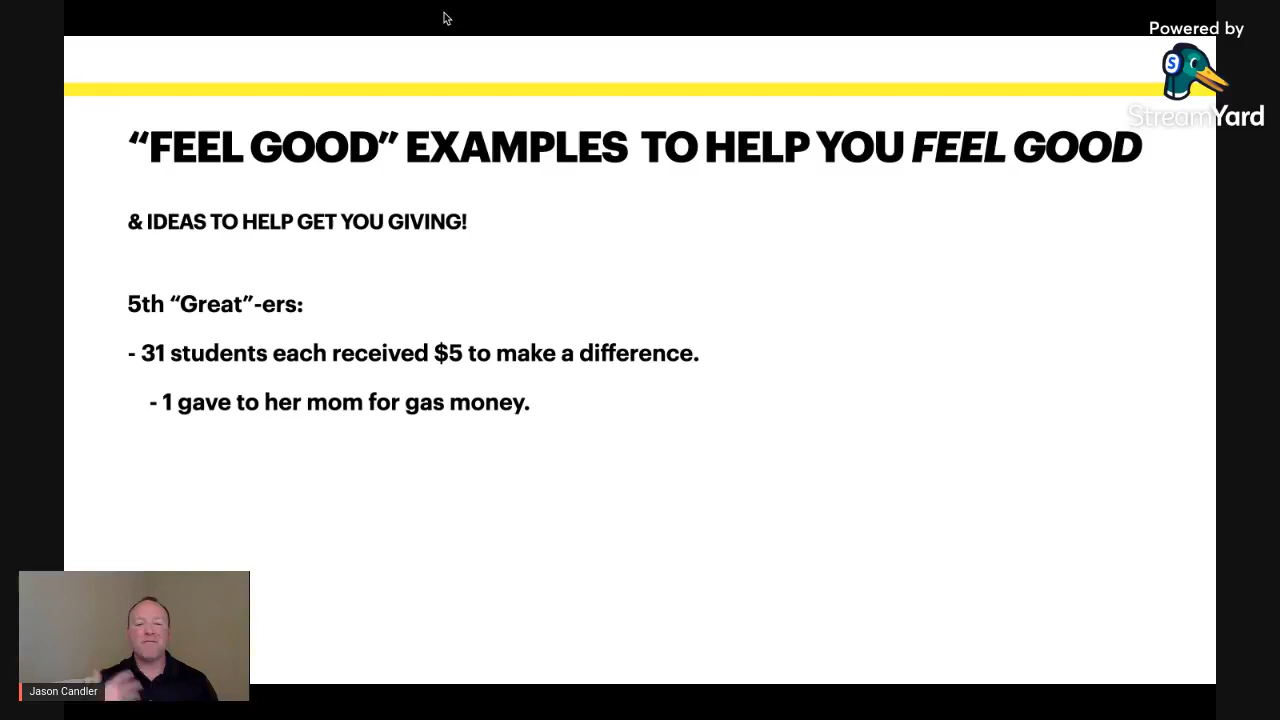 Powered by
S
StreamYard
“FEEL GOOD” EXAMPLES TO HELP YOU FEEL GOOD
& IDEAS TO HELP GET YOU GIVING!
5th “Great”-ers:
- 31 students each received $5 to make a difference.
- 1 gave to her mom for gas money.
Jason Candler